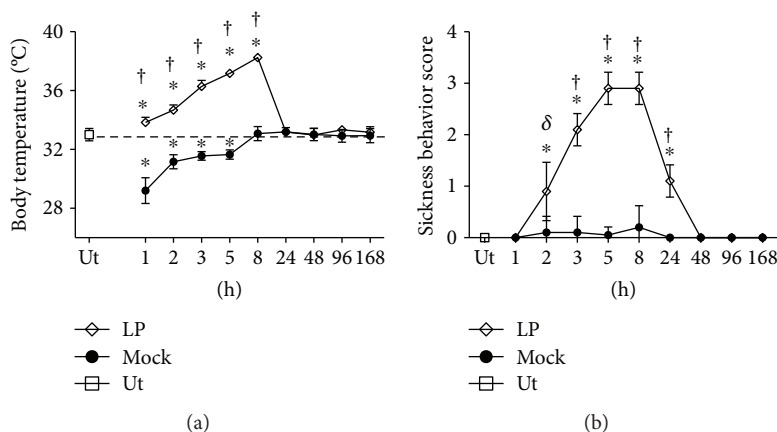 Body temperature (°C)
40
36
32
28
† † † † †
* * * * *
* * * *
Ut 1 2 3 5 8 24 48 96 168
(h)
LP
Mock
Ut
(a)
Sickness behavior score
4
3
2
1
0
δ † † † †
* * * * *
Ut 1 2 3 5 8 24 48 96 168
(h)
LP
Mock
Ut
(b)